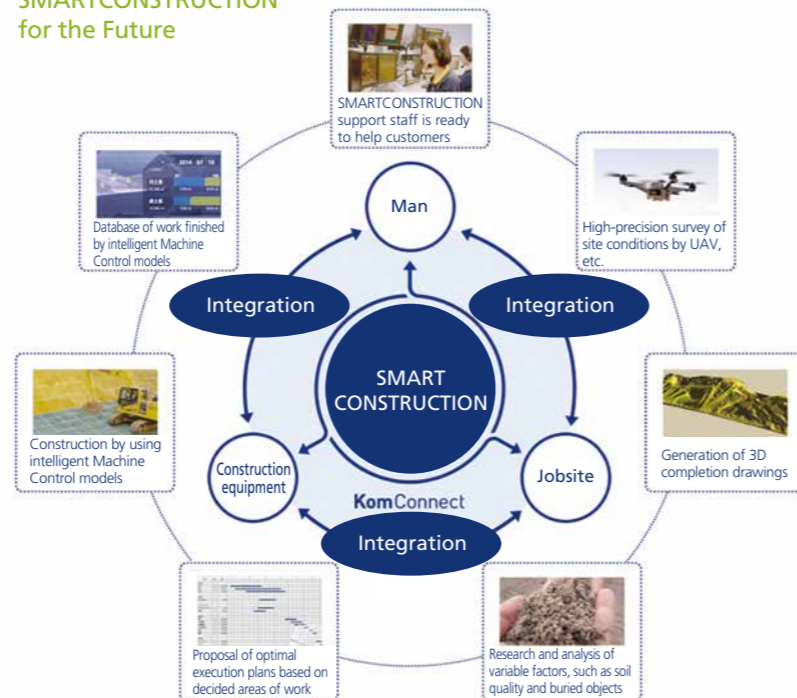 SMARTCONSTRUCTION
for the Future
SMARTCONSTRUCTION
support staff is ready
to help customers
2014 07 10
Database of work finished
by intelligent Machine
Control models
Man
High-precision survey of
site conditions by UAV,
etc.
Integration
Integration
SMART
CONSTRUCTION
Construction by using
intelligent Machine
Control models
Generation of 3D
completion drawings
Construction
equipment
Jobsite
KomConnect
Integration
Proposal of optimal
execution plans based on
decided areas of work
Research and analysis of
variable factors, such as soil
quality and buried objects